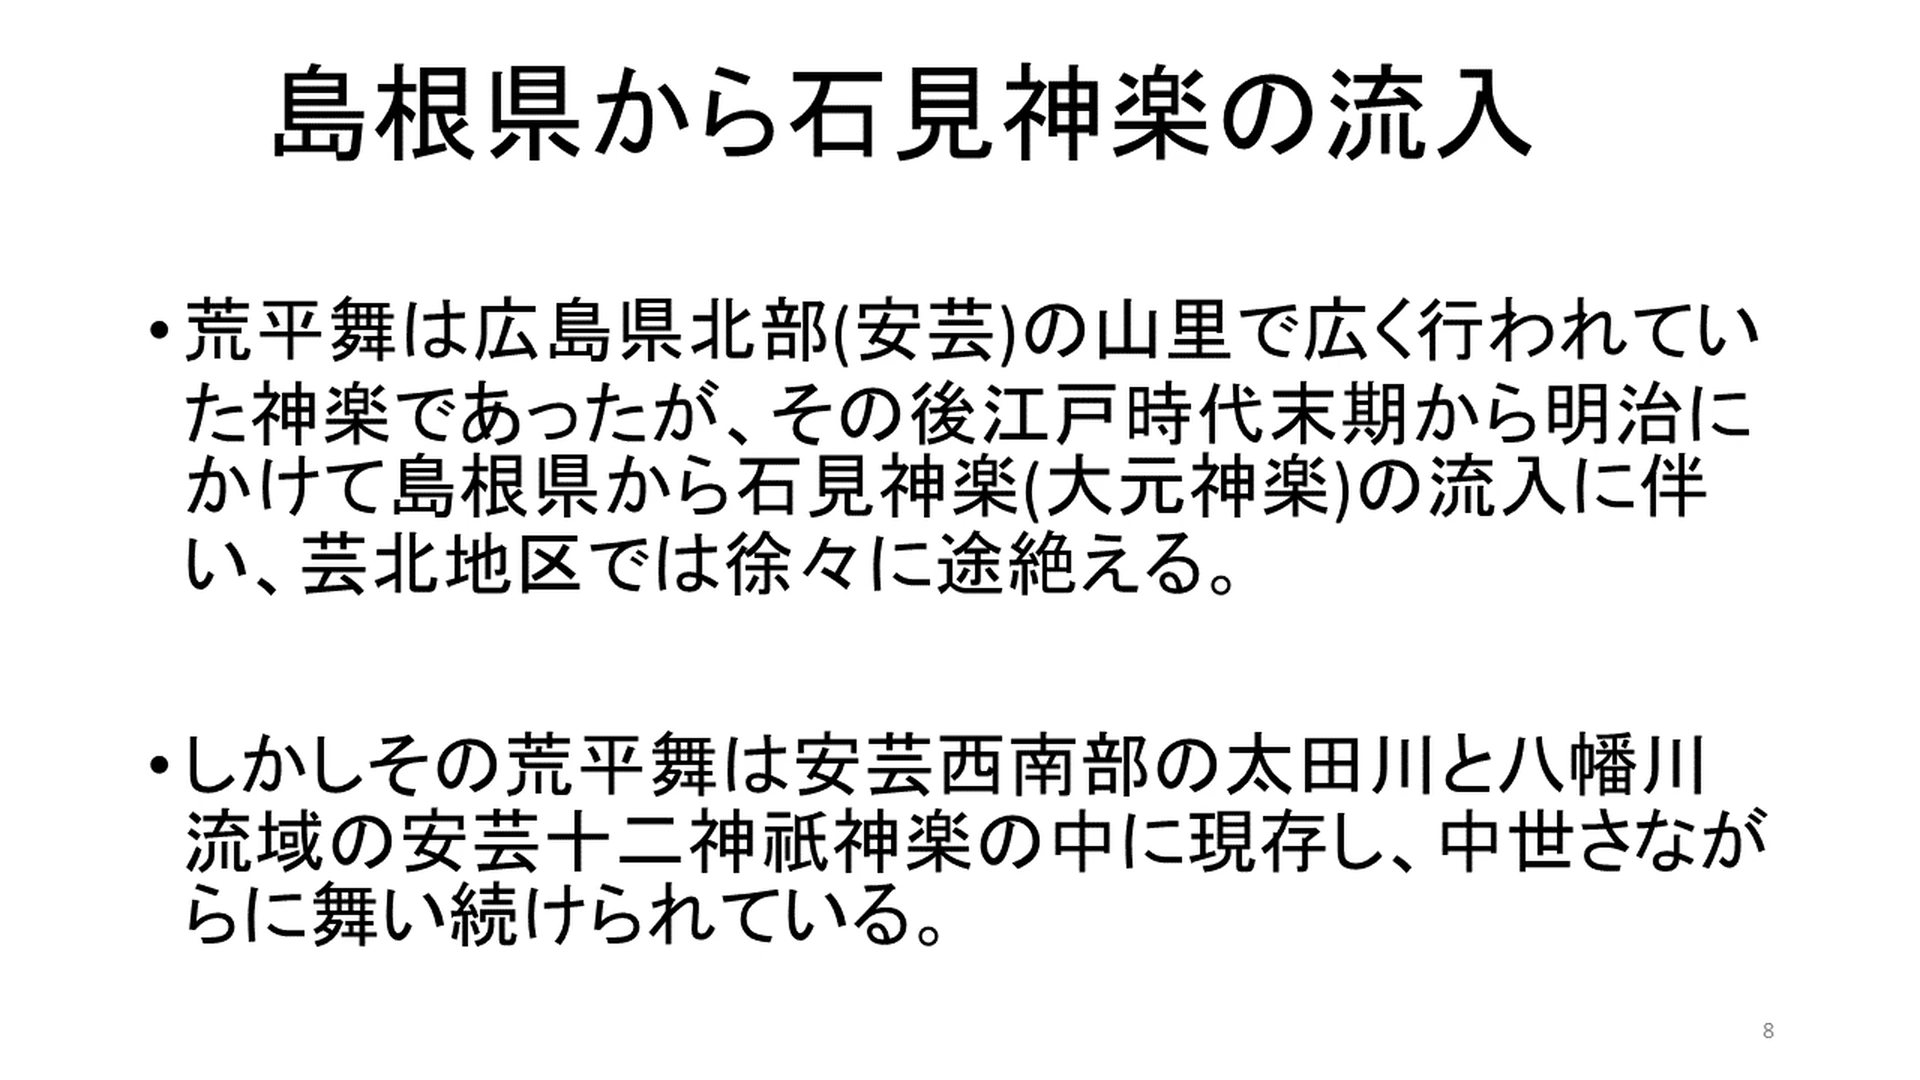 島根県から石見神楽の流入
•荒平舞は広島県北部(安芸)の山里で広く行われてい
た神楽であったが、その後江戸時代末期から明治に
かけて島根県から石見神楽(大元神楽)の流入に伴
い、芸北地区では徐々に途絶える。
•しかしその荒平舞は安芸西南部の太田川と八幡川
流域の安芸十二神祇神楽の中に現存し、中世さなが
らに舞い続けられている。
8